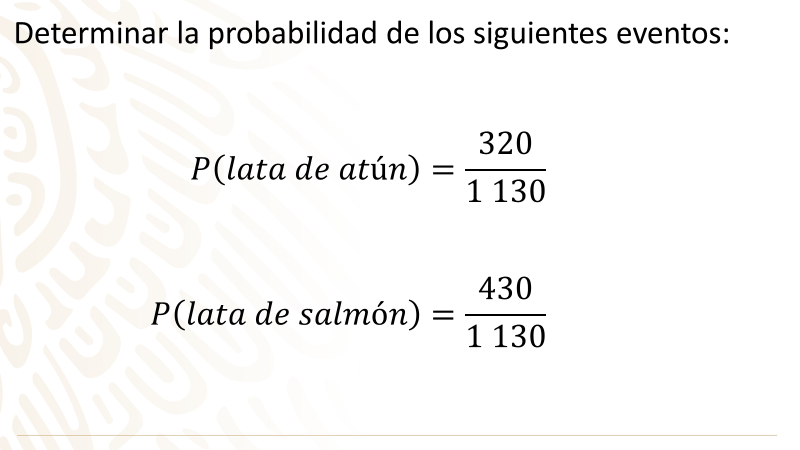 Determinar la probabilidad de los siguientes eventos:
P(lata de atún) = 320/1 130
P(lata de salmón) = 430/1 130